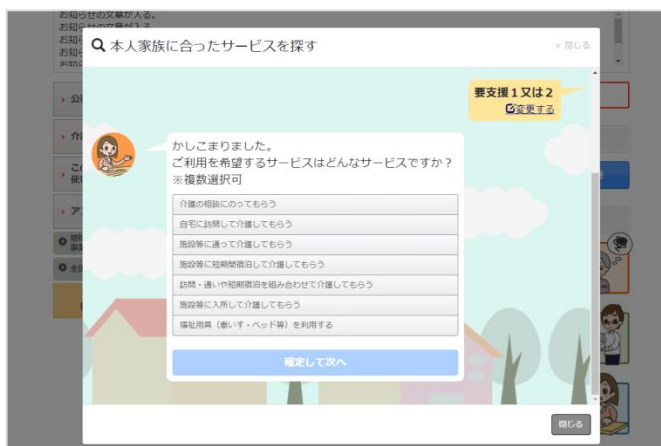 お知らせの文章が入る。
本人家族に合ったサービスを探す
× 閉じる
要支援１又は２
変更する
かしこまりました。
ご利用を希望するサービスはどんなサービスですか？
※複数選択可
介護の相談にのってもらう
自宅に訪問して介護してもらう
施設等に通って介護してもらう
施設等に短期間宿泊して介護してもらう
訪問・通いや短期宿泊を組み合わせて介護してもらう
施設等に入所して介護してもらう
福祉用具（車いす・ベッド等）を利用する
確定して次へ
閉じる